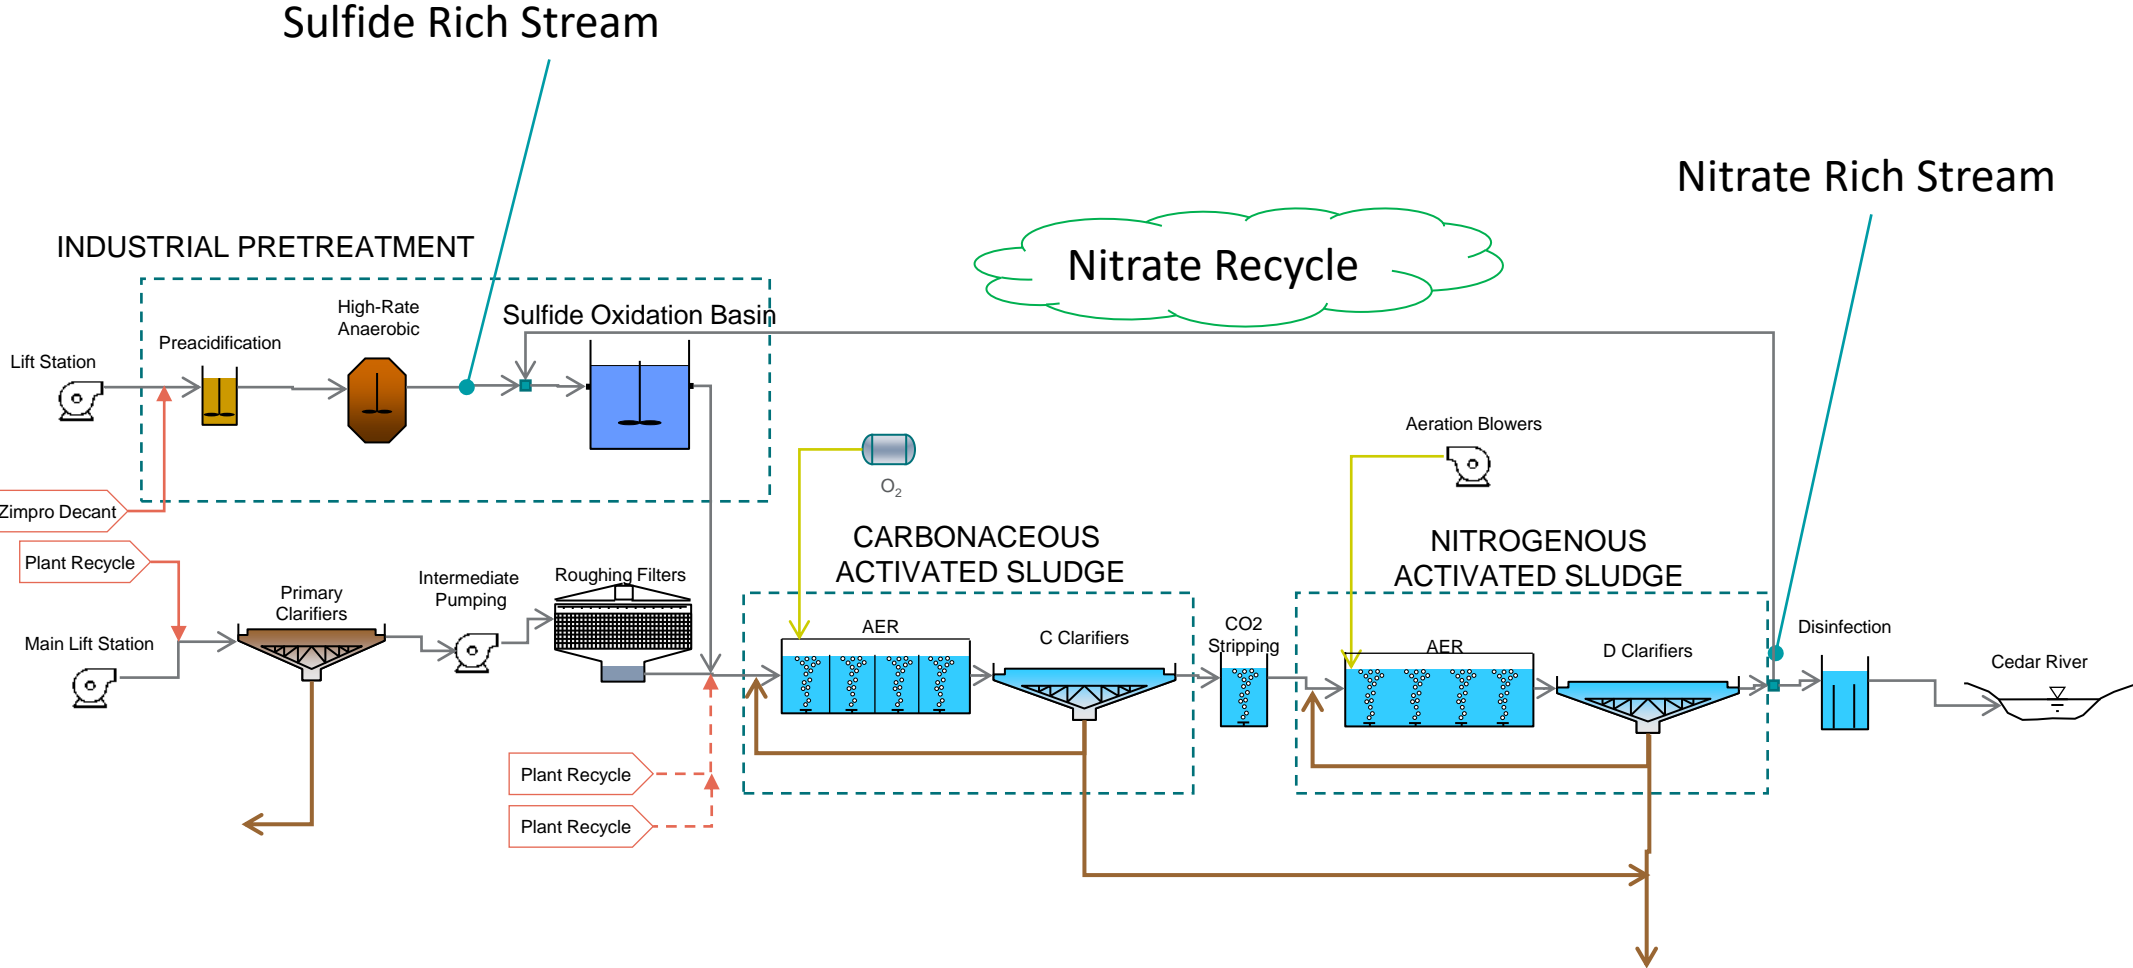 Sulfide Rich Stream
Nitrate Rich Stream
INDUSTRIAL PRETREATMENT
Nitrate Recycle
High-Rate
Anaerobic
Sulfide Oxidation Basin
Preacidification
Lift Station
Aeration Blowers
O2
Zimpro Decant
Plant Recycle
CARBONACEOUS
ACTIVATED SLUDGE
NITROGENOUS
ACTIVATED SLUDGE
Primary
Clarifiers
Intermediate
Pumping
Roughing Filters
Main Lift Station
AER
C Clarifiers
CO2
Stripping
AER
D Clarifiers
Disinfection
Cedar River
Plant Recycle
Plant Recycle